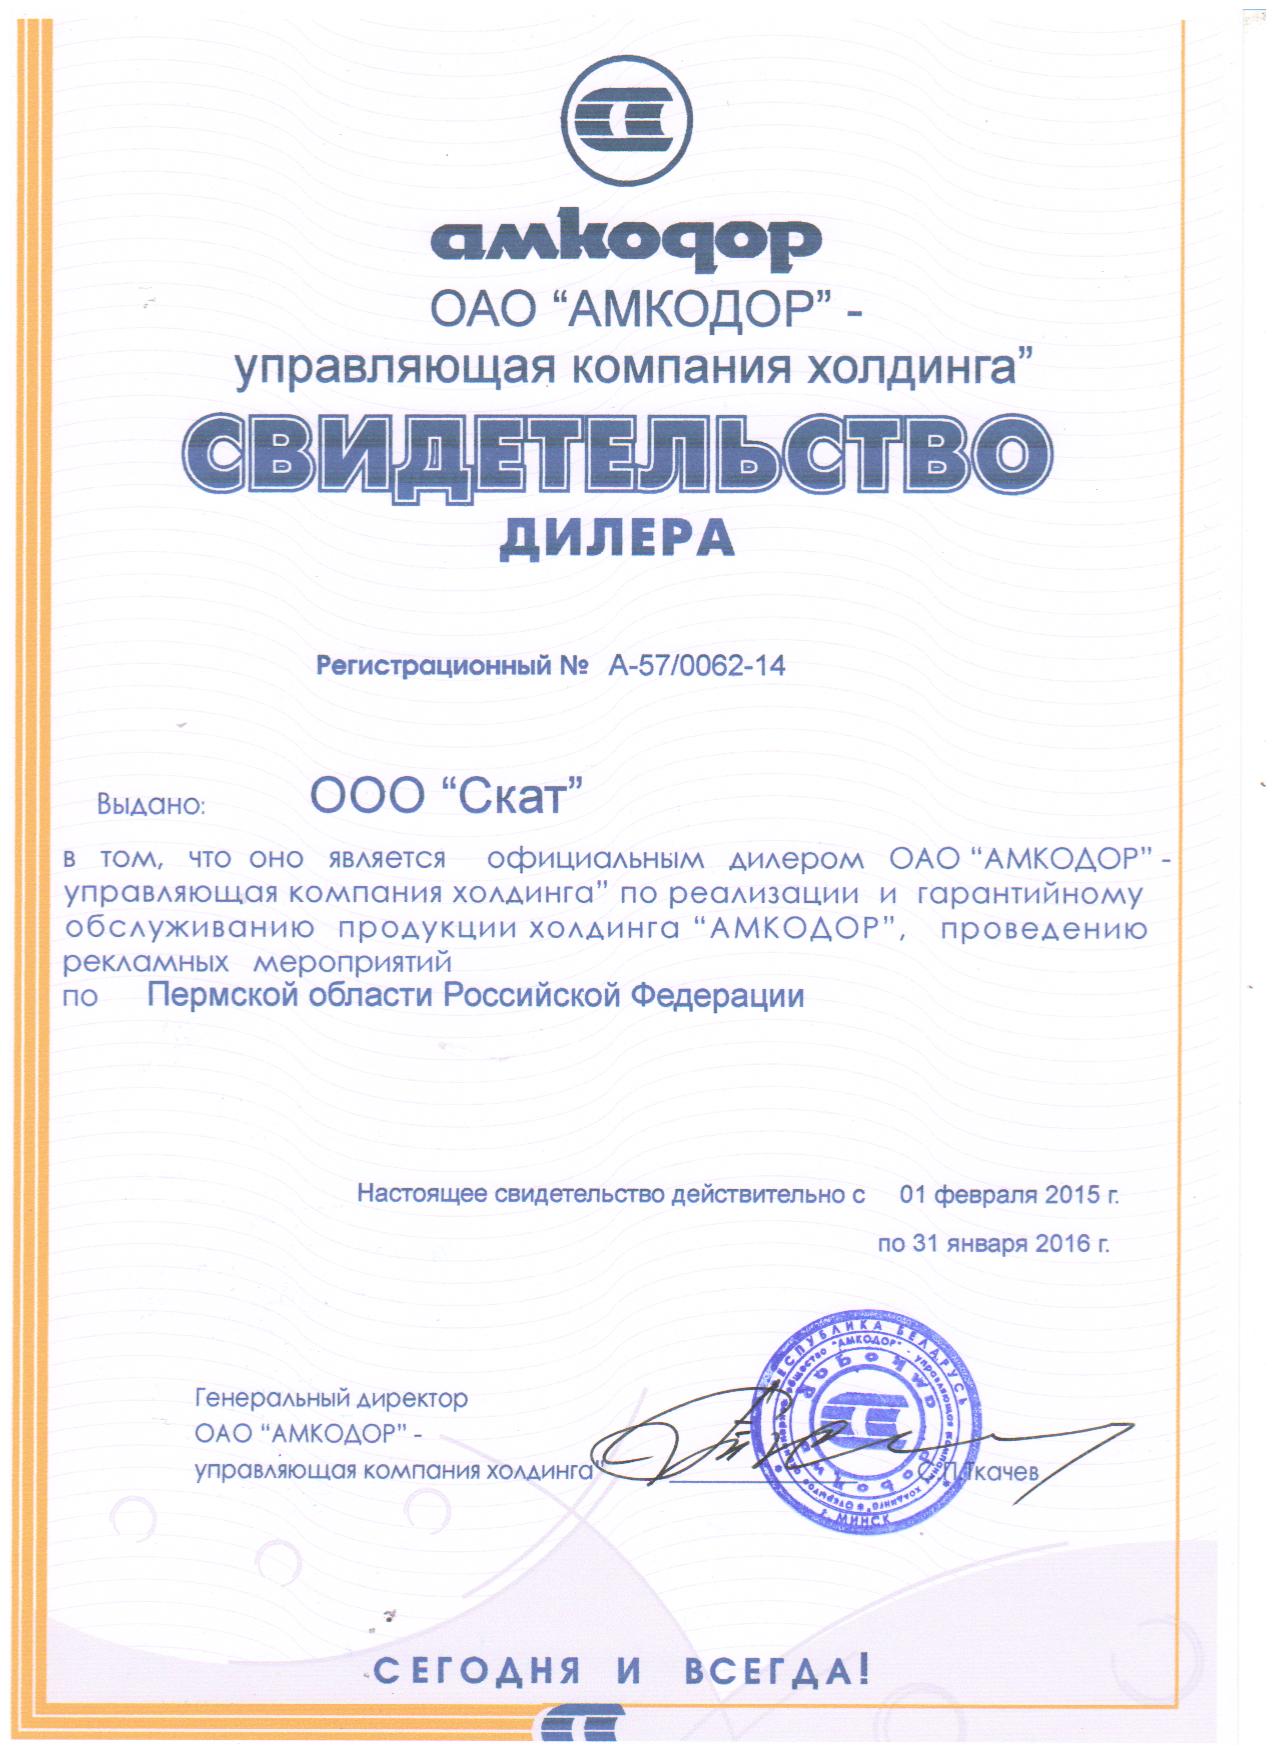 амкодор
ОАО “АМКОДОР” -
управляющая компания холдинга”
СВИДЕТЕЛЬСТВО
ДИЛЕРА
Регистрационный № А-57/0062-14
Выдано: ООО “Скат”
в том, что оно является официальным дилером ОАО “АМКОДОР” -
управляющая компания холдинга” по реализации и гарантийному
обслуживанию продукции холдинга “АМКОДОР”, проведению
рекламных мероприятий
по Пермской области Российской Федерации
Настоящее свидетельство действительно с 01 февраля 2015 г.
по 31 января 2016 г.
РЕСПУБЛИКА БЕЛАРУСЬ
общество "АМКОДОР" - управляющая компания холдинга" * Открытое
амкодор
амкодор
г. МИНСК
Генеральный директор
ОАО “АМКОДОР” -
управляющая компания холдинга”
Ткачев
СЕГОДНЯ И ВСЕГДА!